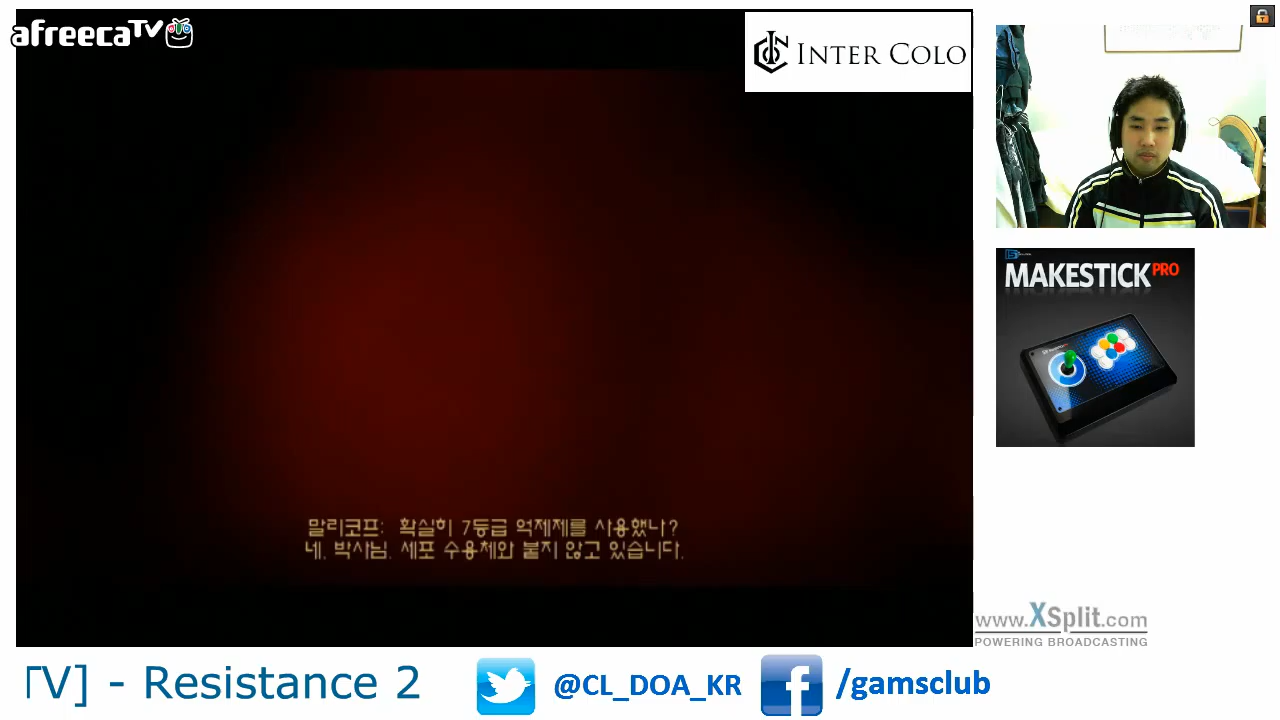 afreecaTV
INTER COLO
MAKESTICK PRO
말리코프: 확실히 7등급 억제제를 사용했나?
네, 박사님. 세포 수용체와 붙지 않고 있습니다.
www.XSplit.com
POWERING BROADCASTING
TV] - Resistance 2
@CL_DOA_KR
/gamsclub